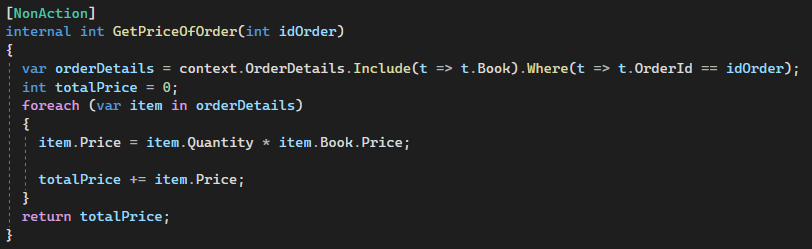 [NonAction]
internal int GetPriceOfOrder(int idOrder)
{
var orderDetails = context.OrderDetails.Include(t => t.Book).Where(t => t.OrderId == idOrder);
int totalPrice = 0;
foreach (var item in orderDetails)
{
item.Price = item.Quantity * item.Book.Price;
totalPrice += item.Price;
}
return totalPrice;
}